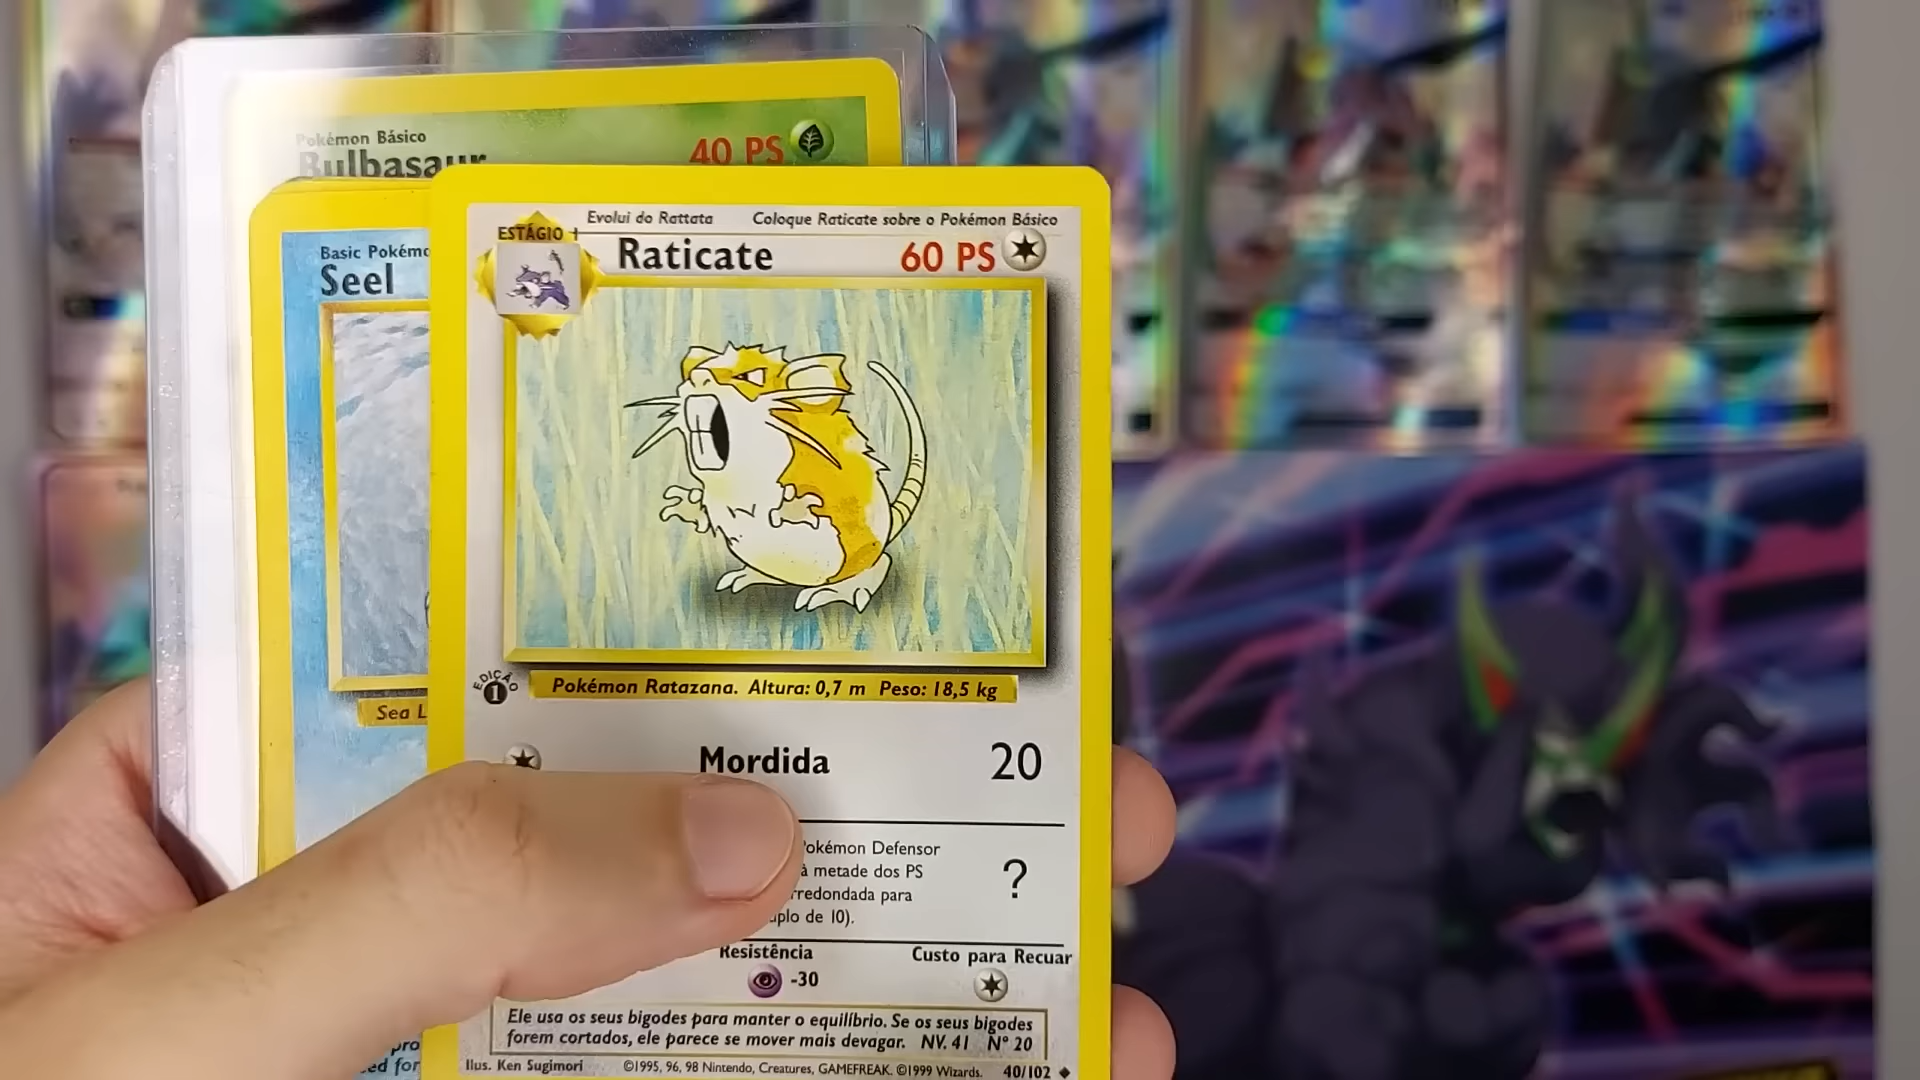 Pokémon Básico
Bulbasaur 40 PS
Basic Pokémo
Seel
Sea L
Evolui do Rattata Coloque Raticate sobre o Pokémon Básico
ESTÁGIO 1
Raticate 60 PS
EDIÇÃO
1
Pokémon Ratazana. Altura: 0,7 m Peso: 18,5 kg
Mordida 20
Pokémon Defensor
à metade dos PS
rredondada para ?
uplo de 10).
Resistência Custo para Recuar
-30
Ele usa os seus bigodes para manter o equilíbrio. Se os seus bigodes
forem cortados, ele parece se mover mais devagar. NV. 41 Nº 20
Ilus. Ken Sugimori ©1995, 96, 98 Nintendo, Creatures, GAMEFREAK. ©1999 Wizards. 40/102
pro
ed for